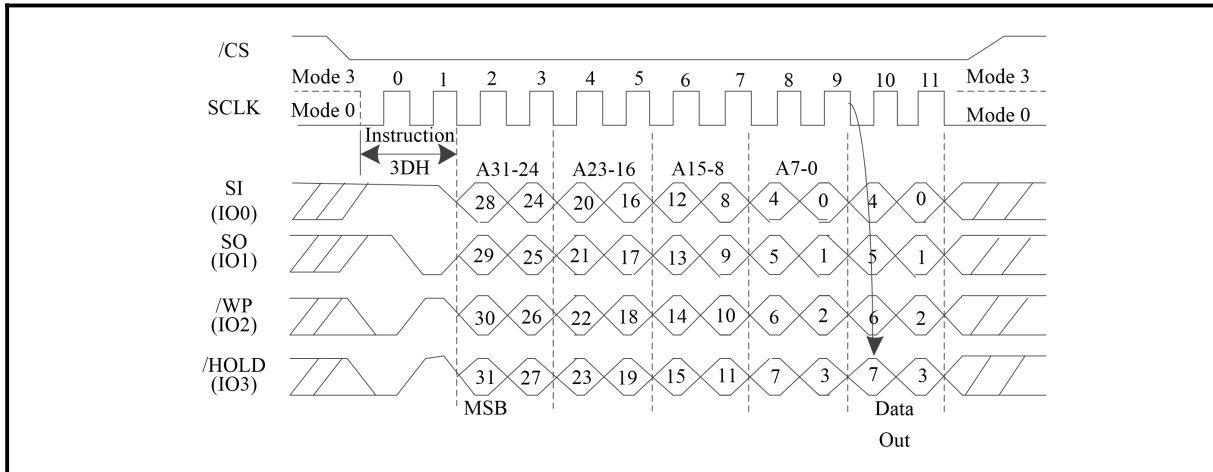 /CS
Mode 3 0 1 2 3 4 5 6 7 8 9 10 11 Mode 3
SCLK Mode 0 Mode 0
Instruction
3DH A31-24 A23-16 A15-8 A7-0
SI
(IO0) 28 24 20 16 12 8 4 0 4 0
SO
(IO1) 29 25 21 17 13 9 5 1 5 1
/WP
(IO2) 30 26 22 18 14 10 6 2 6 2
/HOLD
(IO3) 31 27 23 19 15 11 7 3 7 3
MSB Data
Out